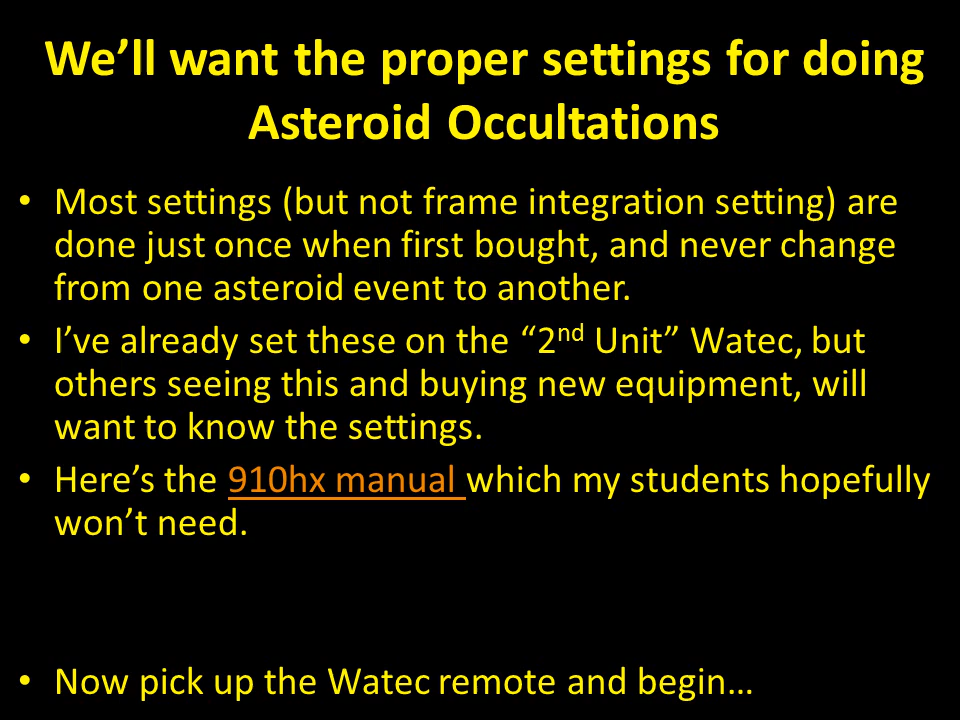 We’ll want the proper settings for doing
Asteroid Occultations
• Most settings (but not frame integration setting) are
done just once when first bought, and never change
from one asteroid event to another.
• I’ve already set these on the “2nd Unit” Watec, but
others seeing this and buying new equipment, will
want to know the settings.
• Here’s the 910hx manual which my students hopefully
won’t need.
• Now pick up the Watec remote and begin…